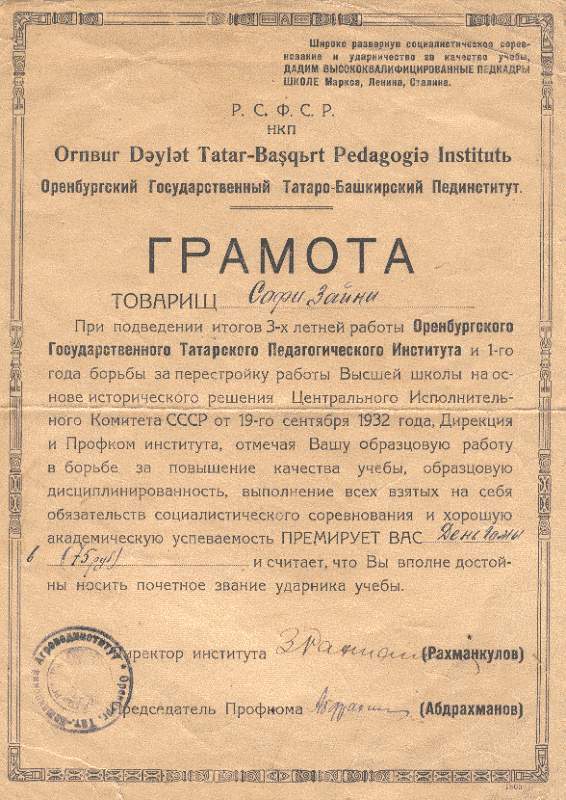 Широко развернув социалистическое сорев-
нование и ударничество за качество учебы,
ДАДИМ ВЫСОКОКВАЛИФИЦИРОВАННЫЕ ПЕДКАДРЫ
ШКОЛЕ Маркса, Ленина, Сталина.
Р. С. Ф. С. Р.
НКП
Ornвur Dəylət Tatar-Başqьrt Pedagogiə Institutь
Оренбургский Государственный Татаро-Башкирский Пединститут.
ГРАМОТА
ТОВАРИЩ Софи Зайни
При подведении итогов 3-х летней работы Оренбургского
Государственного Татарского Педагогического Института и 1-го
года борьбы за перестройку работы Высшей школы на ос-
нове исторического решения Центрального Исполнитель-
ного Комитета СССР от 19-го сентября 1932 года, Дирекция
и Профком института, отмечая Вашу образцовую работу
в борьбе за повышение качества учебы, образцовую
дисциплинированность, выполнение всех взятых на себя
обязательств социалистического соревнования и хорошую
академическую успеваемость ПРЕМИРУЕТ ВАС Деньгами
в (75 руб) и считает, что Вы вполне достой-
ны носить почетное звание ударника учебы.
Директор института (Рахманкулов)
Председатель Профкома (Абдрахманов)